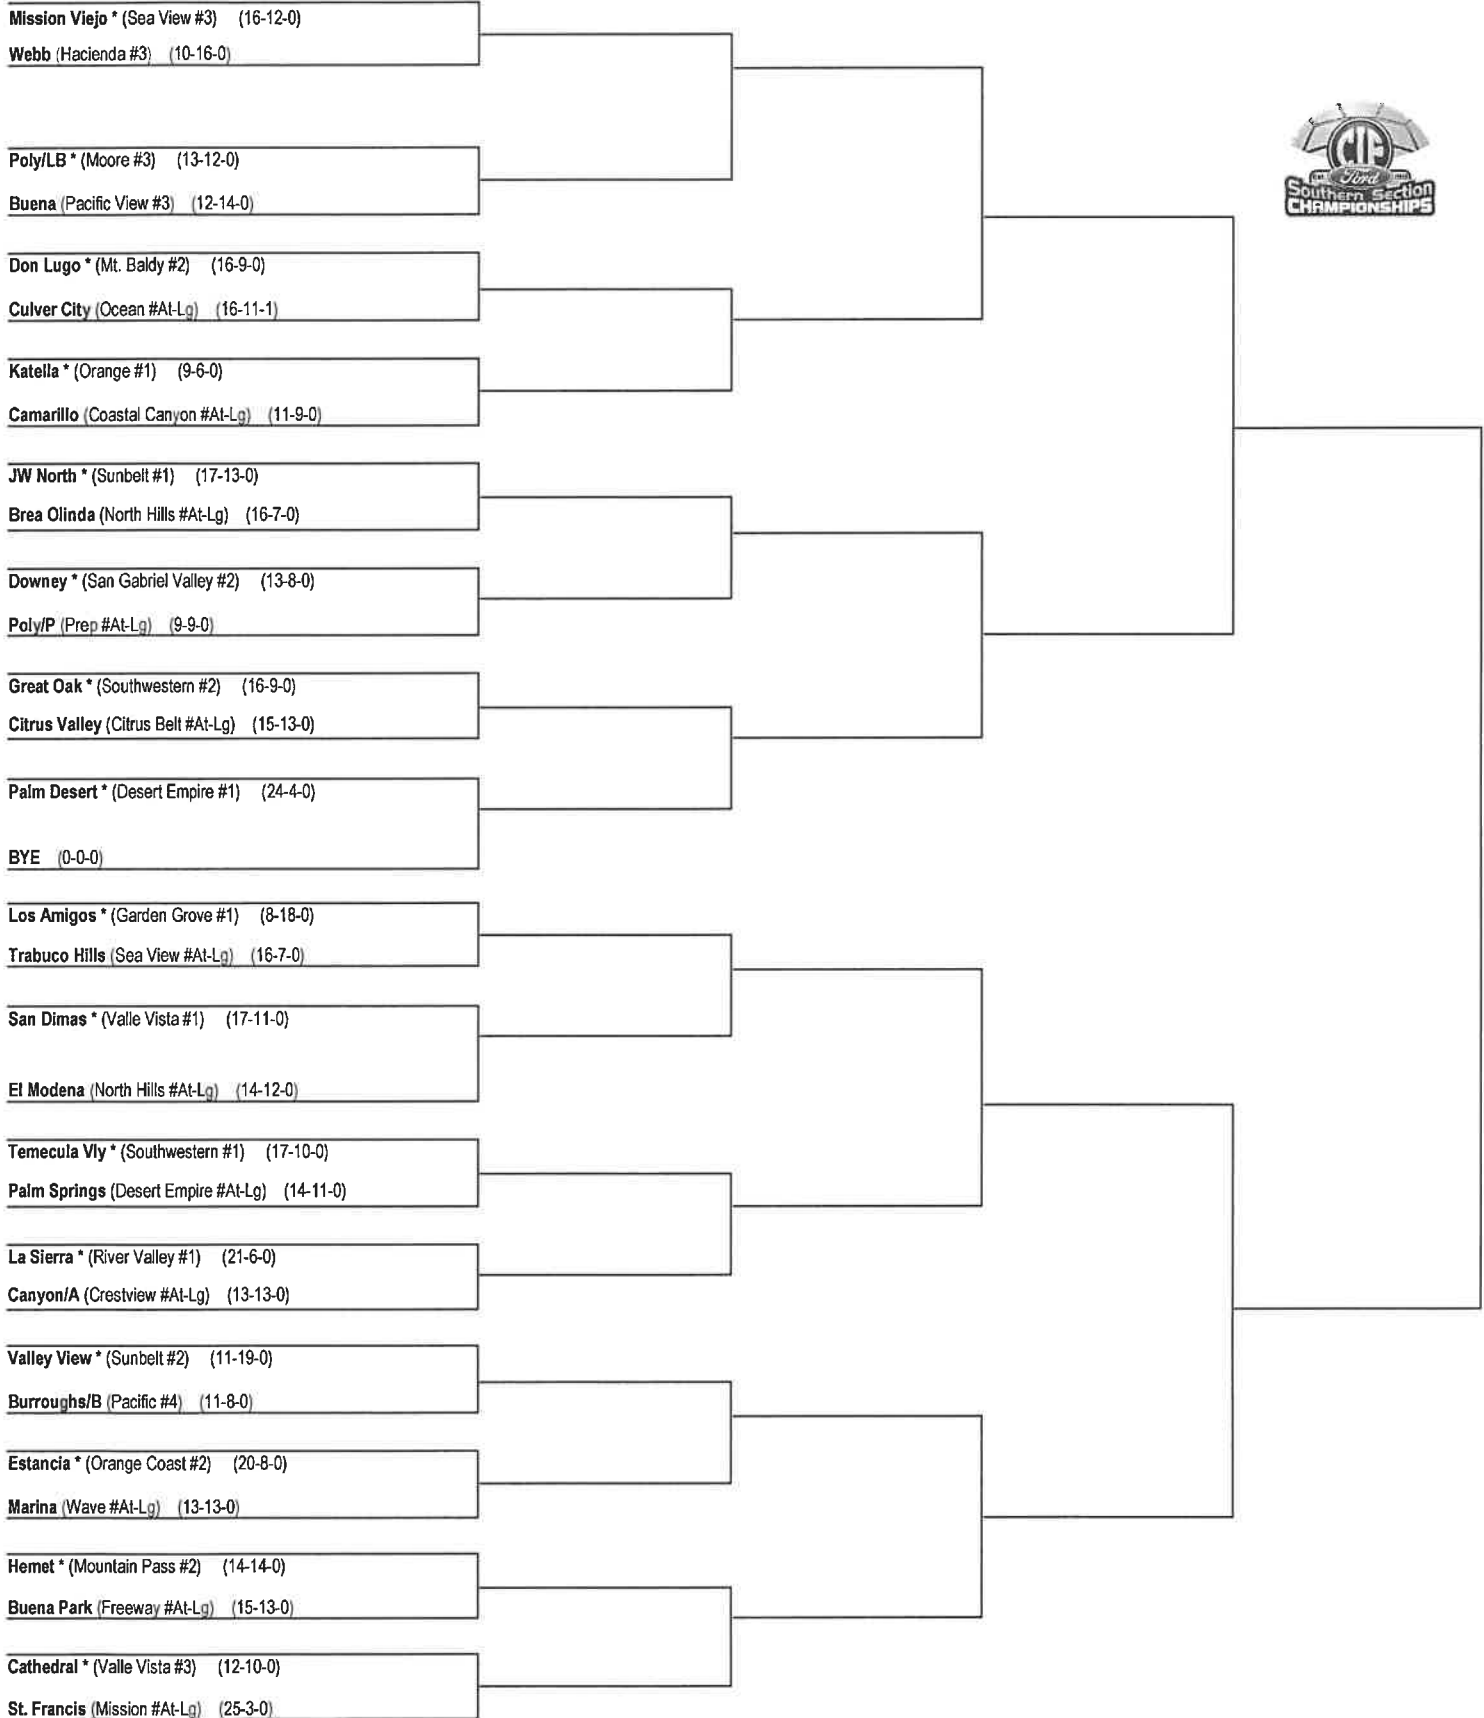 Mission Viejo * (Sea View #3) (16-12-0)
Webb (Hacienda #3) (10-16-0)
CIF
Ford
Southern Section
CHAMPIONSHIPS
Poly/LB * (Moore #3) (13-12-0)
Buena (Pacific View #3) (12-14-0)
Don Lugo * (Mt. Baldy #2) (16-9-0)
Culver City (Ocean #At-Lg) (16-11-1)
Katella * (Orange #1) (9-6-0)
Camarillo (Coastal Canyon #At-Lg) (11-9-0)
JW North * (Sunbelt #1) (17-13-0)
Brea Olinda (North Hills #At-Lg) (16-7-0)
Downey * (San Gabriel Valley #2) (13-8-0)
Poly/P (Prep #At-Lg) (9-9-0)
Great Oak * (Southwestern #2) (16-9-0)
Citrus Valley (Citrus Belt #At-Lg) (15-13-0)
Palm Desert * (Desert Empire #1) (24-4-0)
BYE (0-0-0)
Los Amigos * (Garden Grove #1) (8-18-0)
Trabuco Hills (Sea View #At-Lg) (16-7-0)
San Dimas * (Valle Vista #1) (17-11-0)
El Modena (North Hills #At-Lg) (14-12-0)
Temecula Vly * (Southwestern #1) (17-10-0)
Palm Springs (Desert Empire #At-Lg) (14-11-0)
La Sierra * (River Valley #1) (21-6-0)
Canyon/A (Crestview #At-Lg) (13-13-0)
Valley View * (Sunbelt #2) (11-19-0)
Burroughs/B (Pacific #4) (11-8-0)
Estancia * (Orange Coast #2) (20-8-0)
Marina (Wave #At-Lg) (13-13-0)
Hemet * (Mountain Pass #2) (14-14-0)
Buena Park (Freeway #At-Lg) (15-13-0)
Cathedral * (Valle Vista #3) (12-10-0)
St. Francis (Mission #At-Lg) (25-3-0)